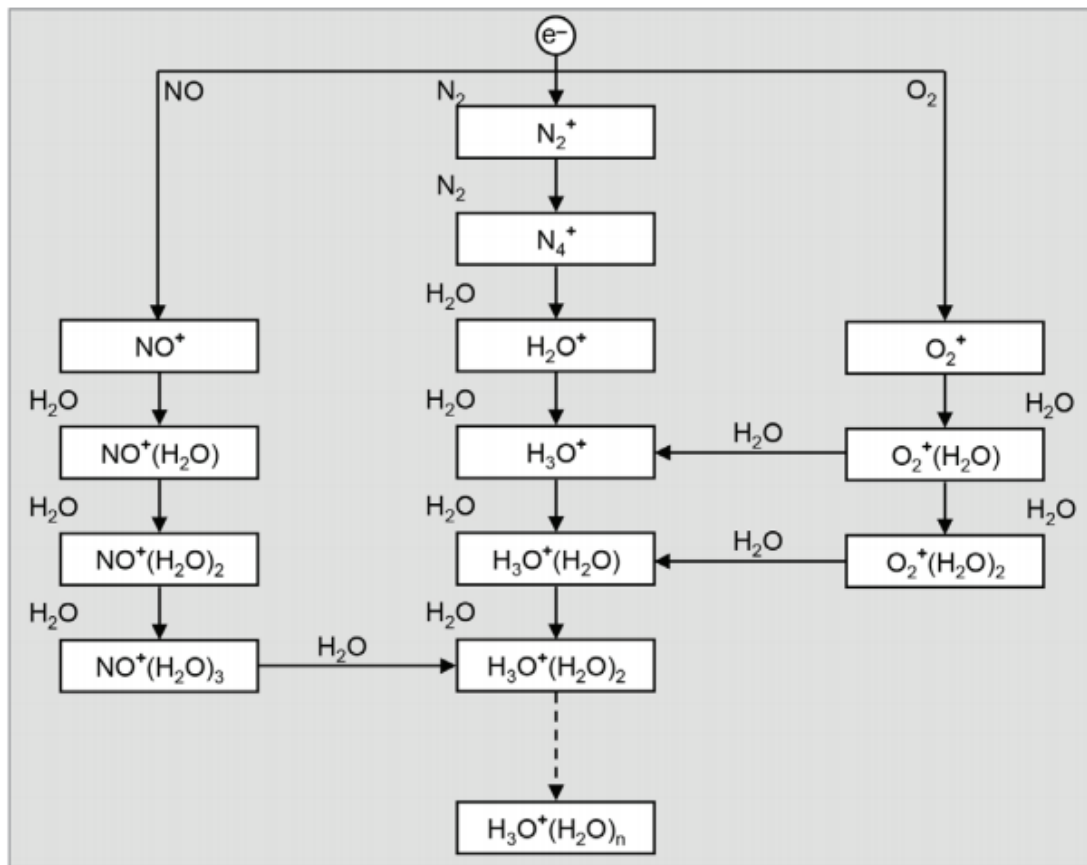 e⁻
NO N₂ O₂
N₂⁺
N₂
N₄⁺
H₂O
NO⁺ H₂O⁺ O₂⁺
H₂O H₂O H₂O
NO⁺(H₂O) H₃O⁺ H₂O O₂⁺(H₂O)
H₂O H₂O H₂O
NO⁺(H₂O)₂ H₃O⁺(H₂O) H₂O O₂⁺(H₂O)₂
H₂O H₂O
NO⁺(H₂O)₃ H₂O H₃O⁺(H₂O)₂
H₃O⁺(H₂O)ₙ